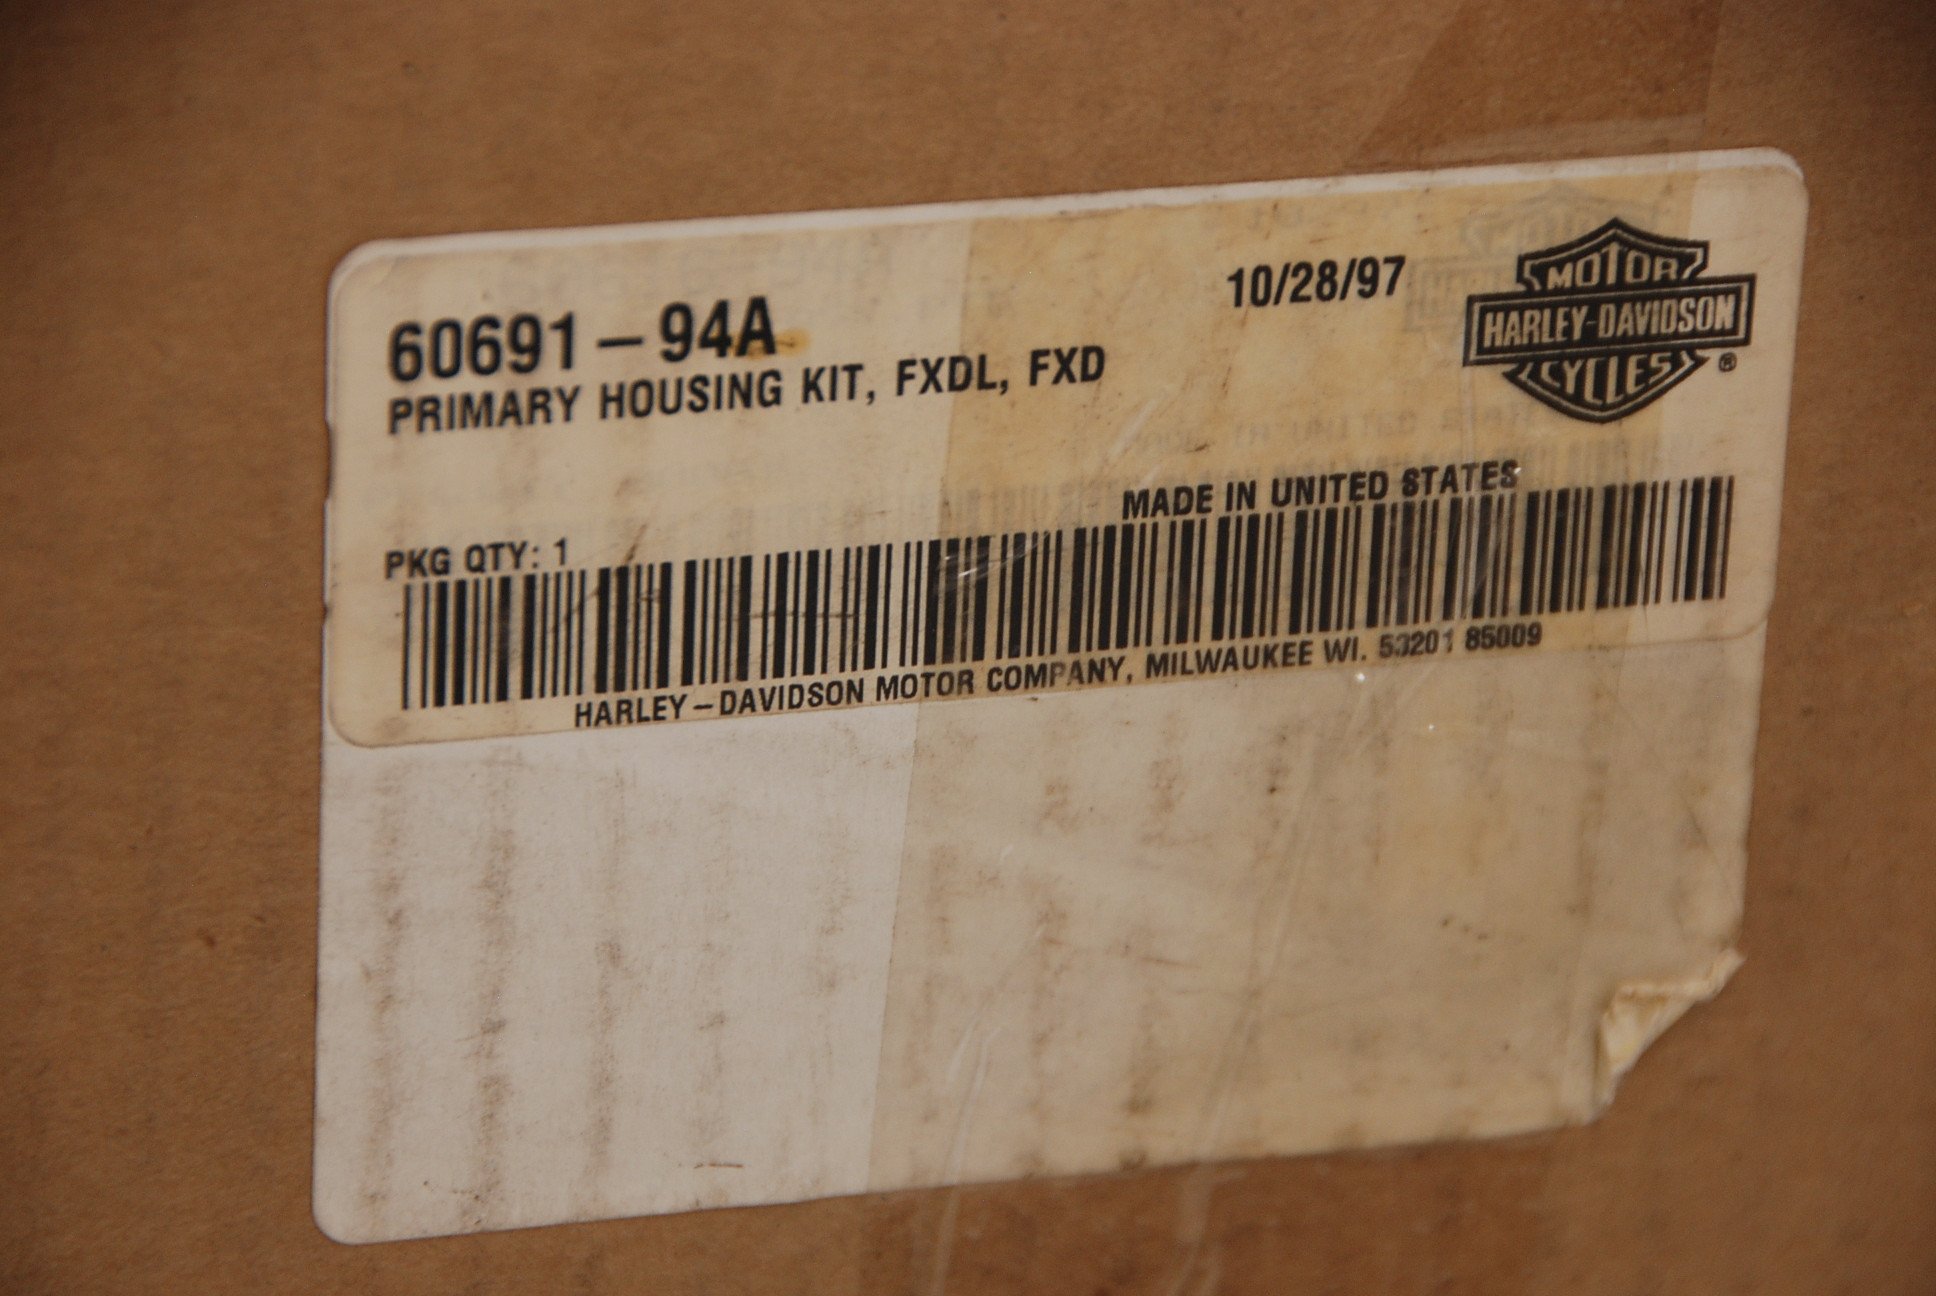 60691-94A
10/28/97
MOTOR
HARLEY-DAVIDSON
CYCLES ®
PRIMARY HOUSING KIT, FXDL, FXD
MADE IN UNITED STATES
PKG QTY: 1
HARLEY-DAVIDSON MOTOR COMPANY, MILWAUKEE WI. 53201 85009